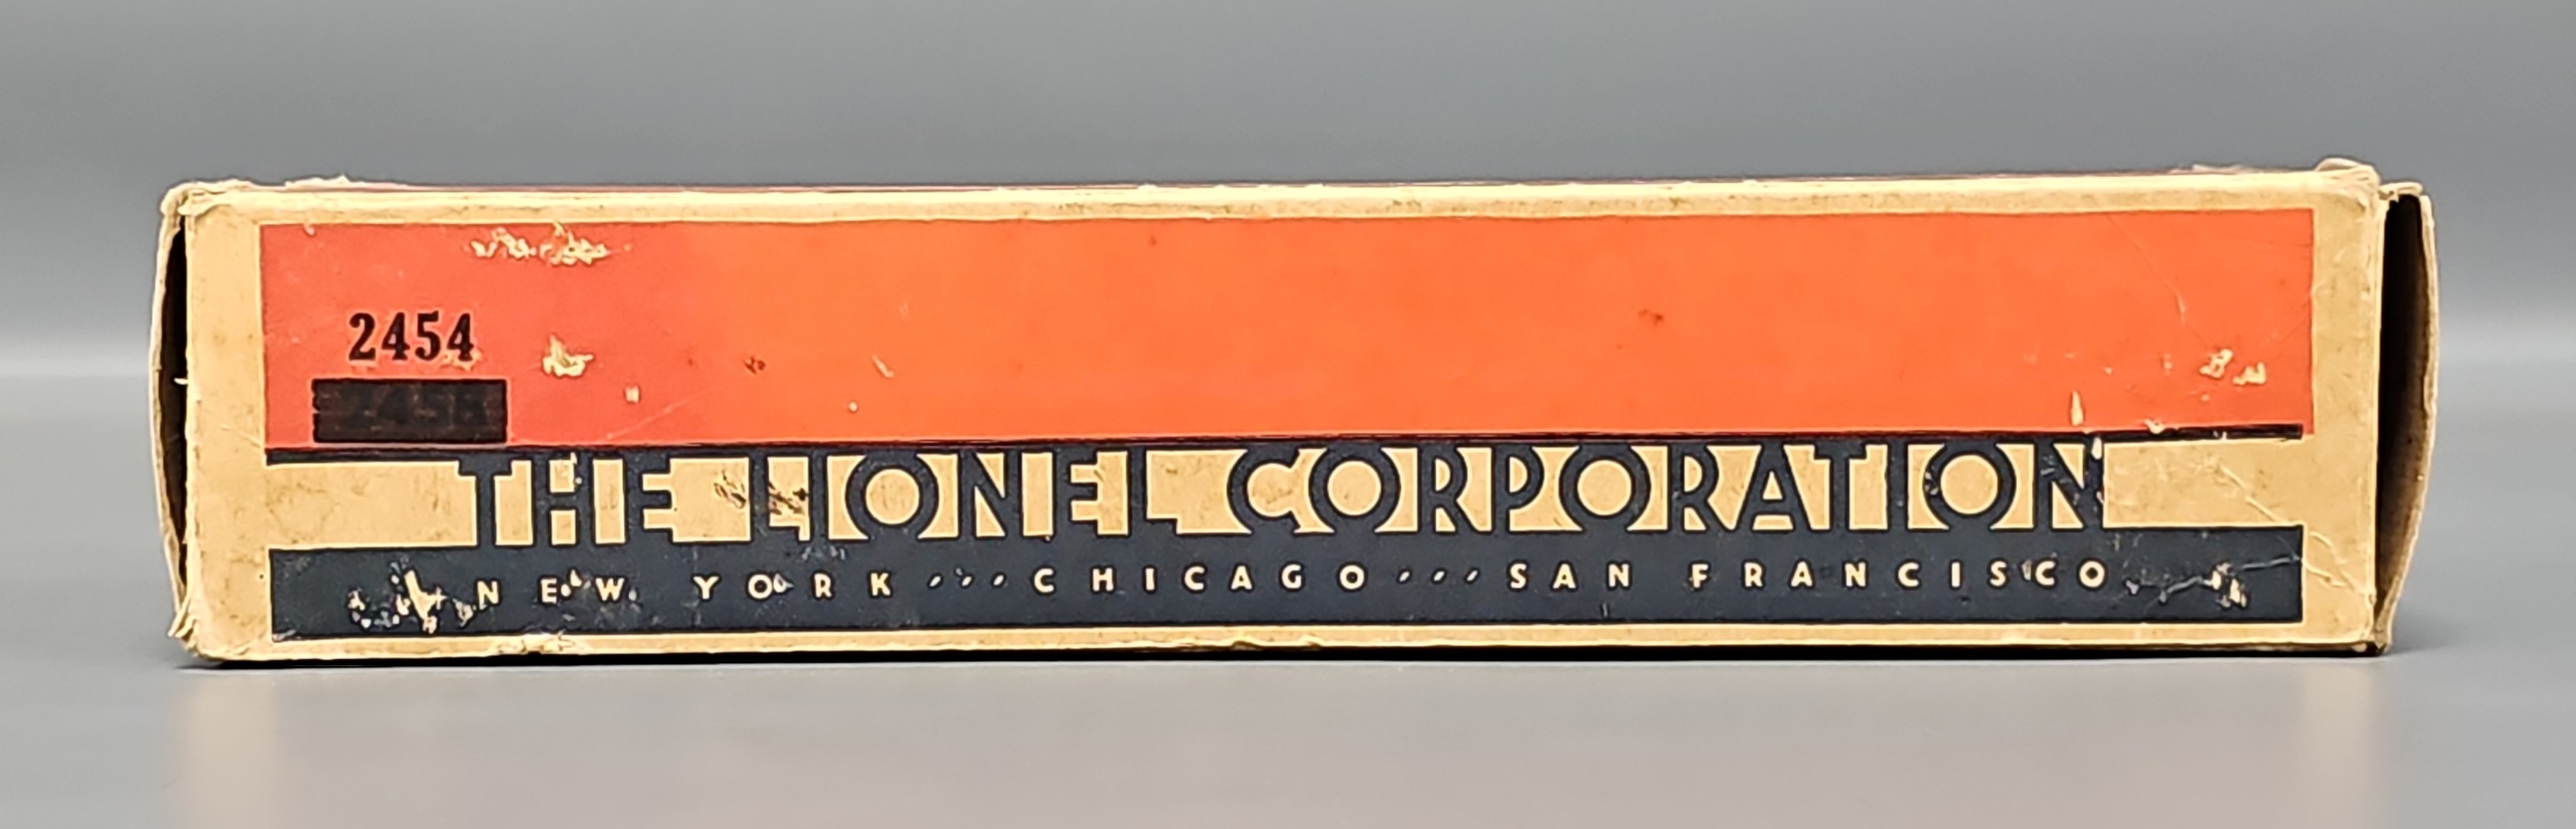 2454
THE LIONEL CORPORATION
NEW YORK ··· CHICAGO ··· SAN FRANCISCO